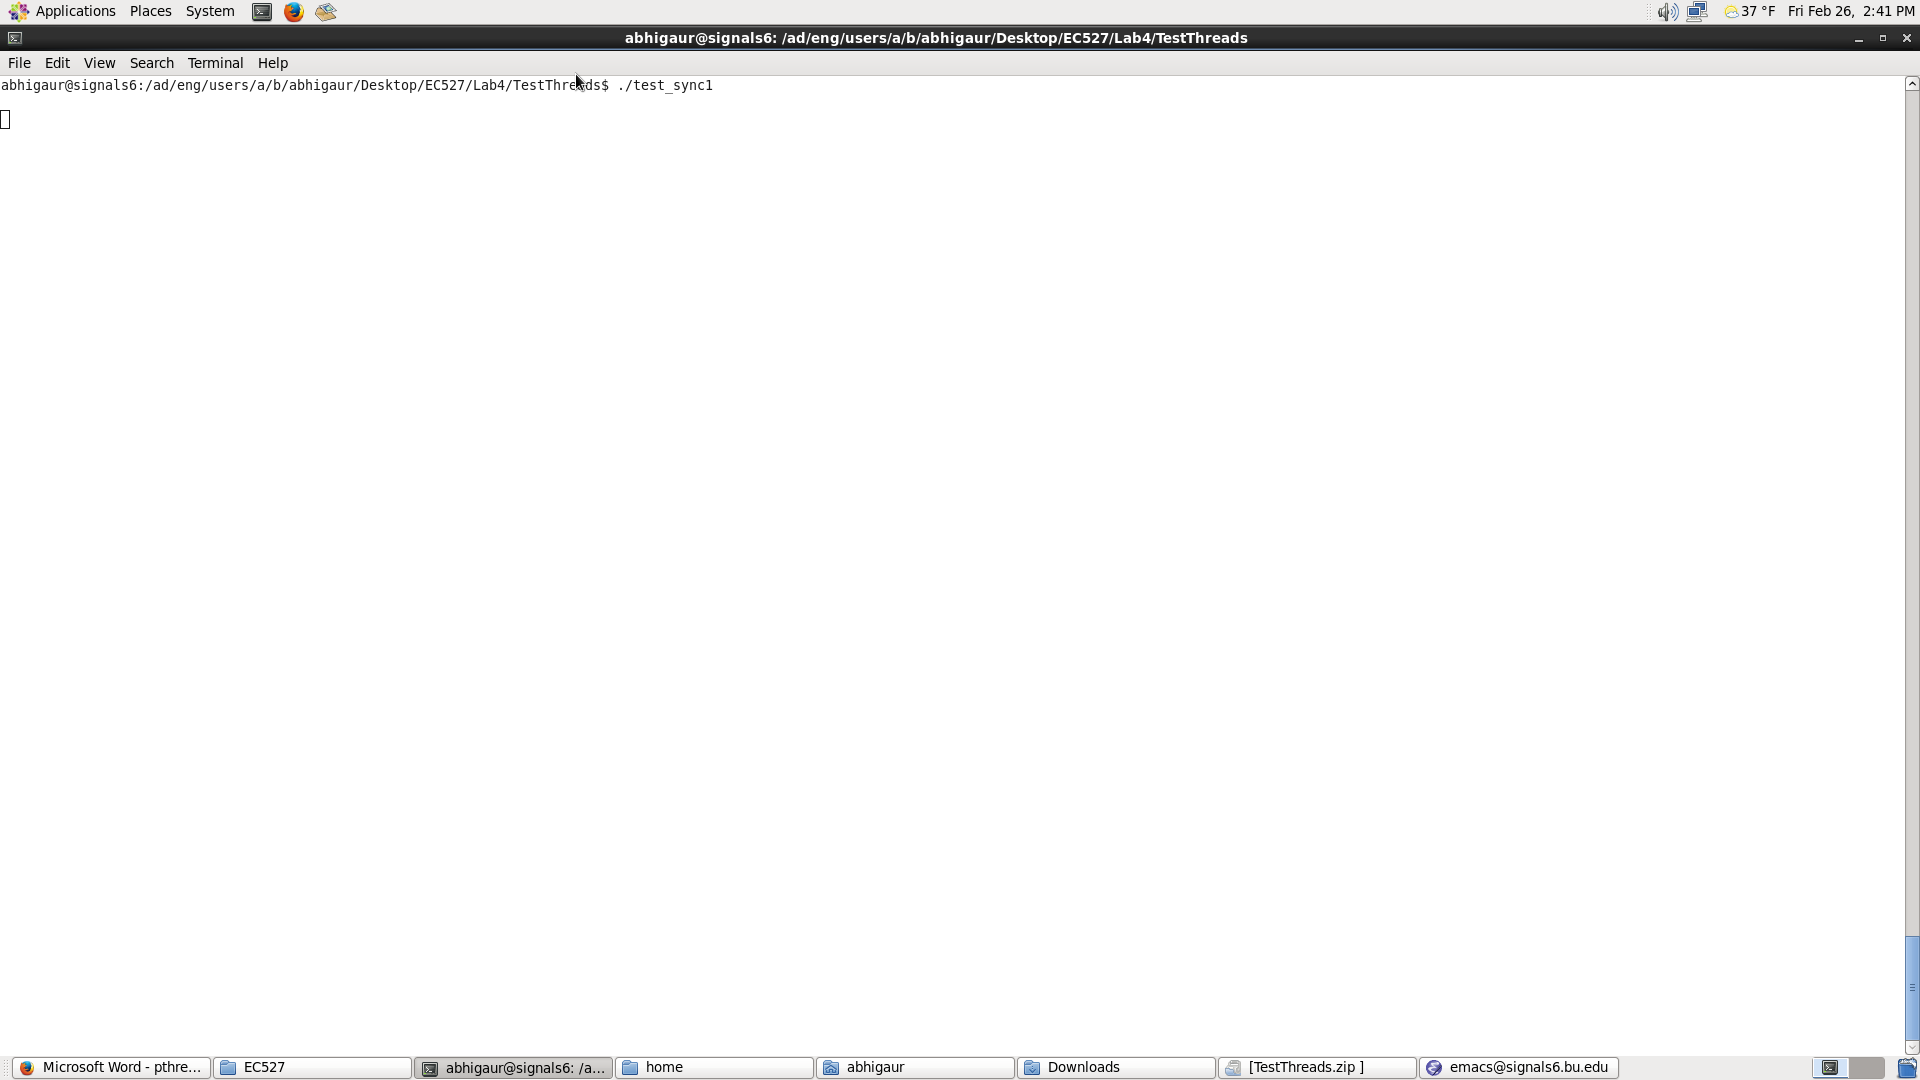 Applications Places System 37 °F Fri Feb 26, 2:41 PM
abhigaur@signals6: /ad/eng/users/a/b/abhigaur/Desktop/EC527/Lab4/TestThreads
File Edit View Search Terminal Help
abhigaur@signals6:/ad/eng/users/a/b/abhigaur/Desktop/EC527/Lab4/TestThreads$ ./test_sync1
Microsoft Word - pthre... EC527 abhigaur@signals6: /a... home abhigaur Downloads [TestThreads.zip ] emacs@signals6.bu.edu